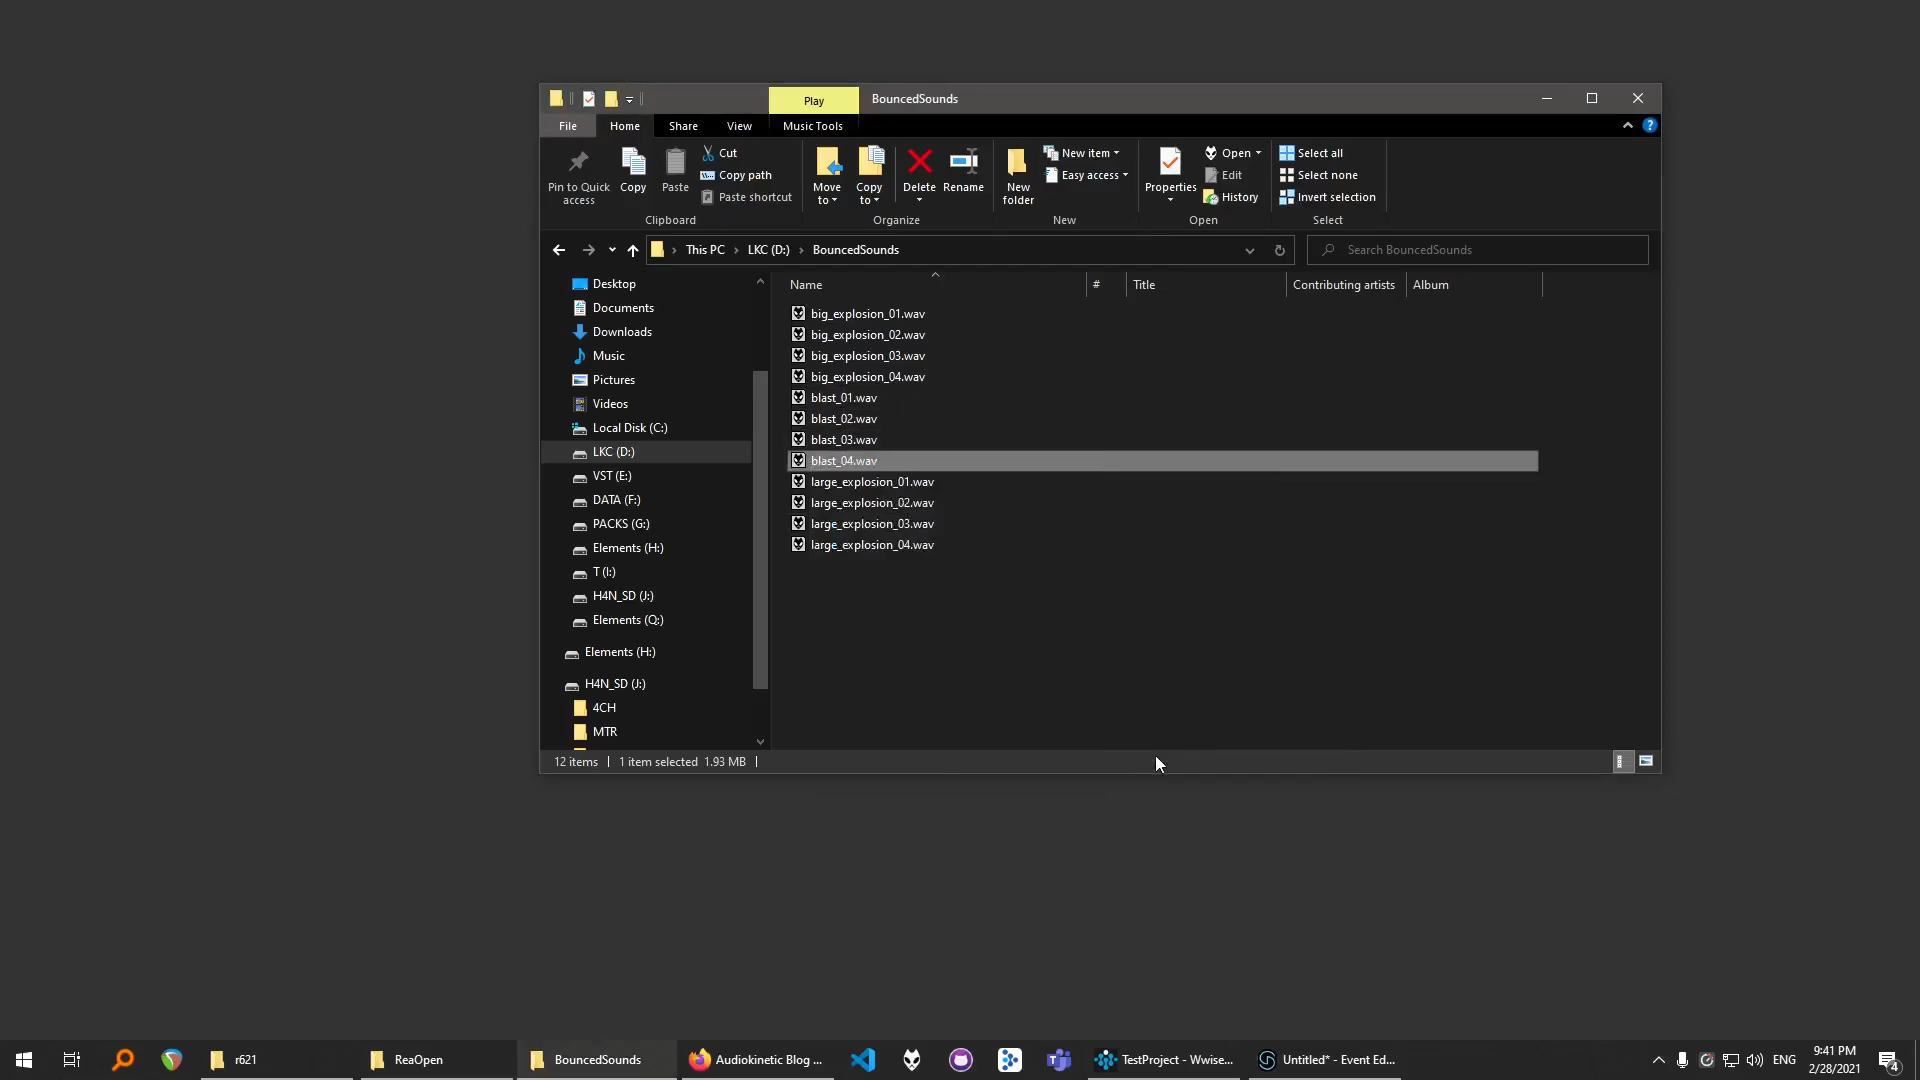 Play
BouncedSounds
File
Home
Share
View
Music Tools
Pin to Quick access
Copy
Paste
Cut
Copy path
Paste shortcut
Clipboard
Move to
Copy to
Delete
Rename
Organize
New folder
New item
Easy access
New
Properties
Open
Edit
History
Open
Select all
Select none
Invert selection
Select
This PC
LKC (D:)
BouncedSounds
Search BouncedSounds
Desktop
Documents
Downloads
Music
Pictures
Videos
Local Disk (C:)
LKC (D:)
VST (E:)
DATA (F:)
PACKS (G:)
Elements (H:)
T (I:)
H4N_SD (J:)
Elements (Q:)
Elements (H:)
H4N_SD (J:)
4CH
MTR
Name # Title Contributing artists Album
big_explosion_01.wav
big_explosion_02.wav
big_explosion_03.wav
big_explosion_04.wav
blast_01.wav
blast_02.wav
blast_03.wav
blast_04.wav
large_explosion_01.wav
large_explosion_02.wav
large_explosion_03.wav
large_explosion_04.wav
12 items 1 item selected 1.93 MB
r621
ReaOpen
BouncedSounds
Audiokinetic Blog ...
TestProject - Wwise...
Untitled* - Event Ed...
ENG
9:41 PM
2/28/2021
4